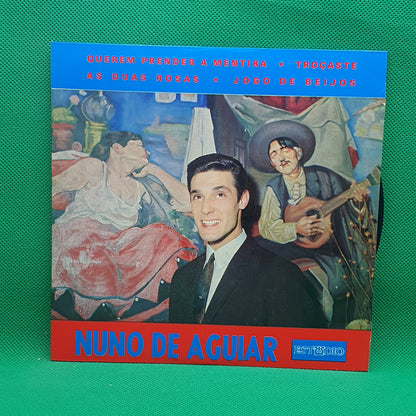 QUEREM PRENDER A MENTIRA • TROÇASTE
AS DUAS ROSAS • JOGO DE BEIJOS
NUNO DE AGUIAR
ESTÚDIO